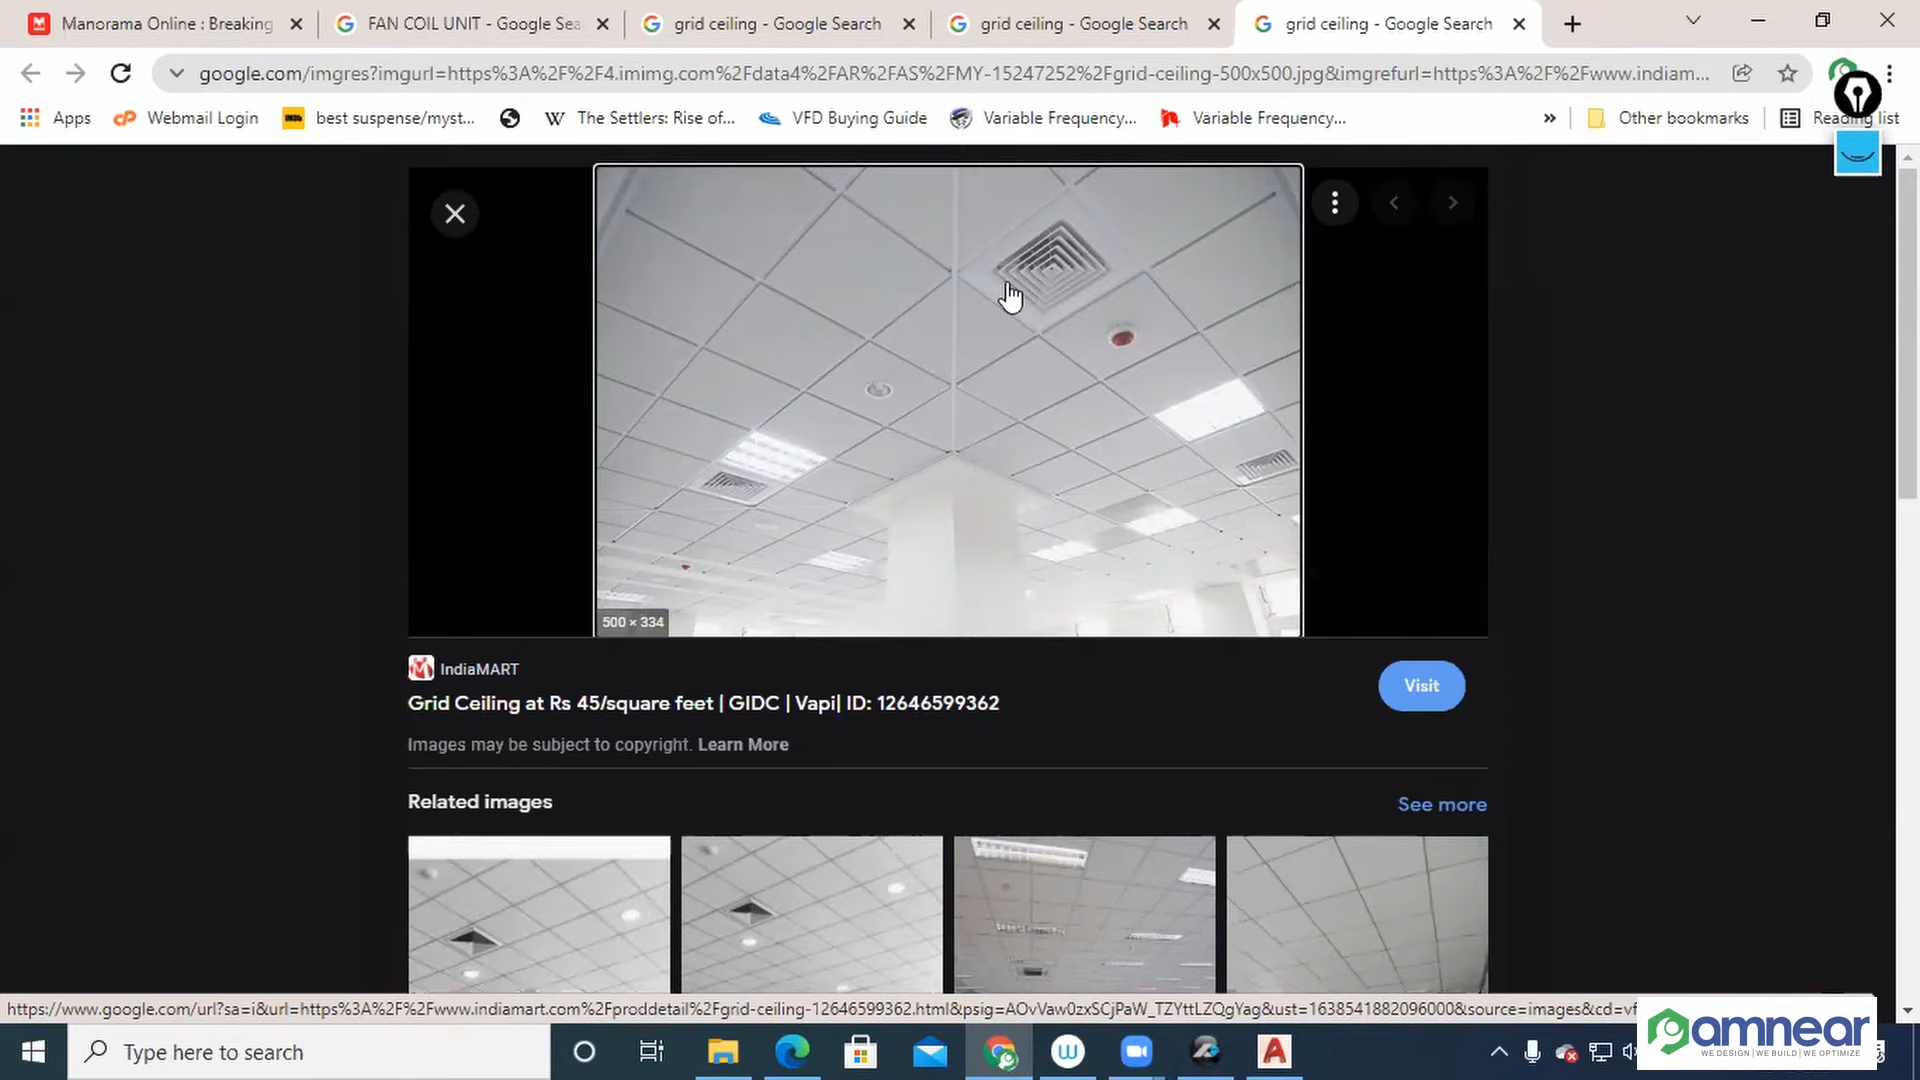 Manorama Online : Breaking
FAN COIL UNIT - Google Sea
grid ceiling - Google Search
grid ceiling - Google Search
grid ceiling - Google Search
google.com/imgres?imgurl=https%3A%2F%2F4.imimg.com%2Fdata4%2FAR%2FAS%2FMY-15247252%2Fgrid-ceiling-500x500.jpg&imgrefurl=https%3A%2F%2Fwww.indiam...
Apps
Webmail Login
best suspense/myst...
The Settlers: Rise of...
VFD Buying Guide
Variable Frequency...
Variable Frequency...
Other bookmarks
Reading list
500 × 334
IndiaMART
Grid Ceiling at Rs 45/square feet | GIDC | Vapi| ID: 12646599362
Visit
Images may be subject to copyright. Learn More
Related images
See more
https://www.google.com/url?sa=i&url=https%3A%2F%2Fwww.indiamart.com%2Fproddetail%2Fgrid-ceiling-12646599362.html&psig=AOvVaw0zxSCjPaW_TZYttLZQgYag&ust=1638541882096000&source=images&cd=vf
Type here to search
amnear
WE DESIGN | WE BUILD | WE OPTIMIZE